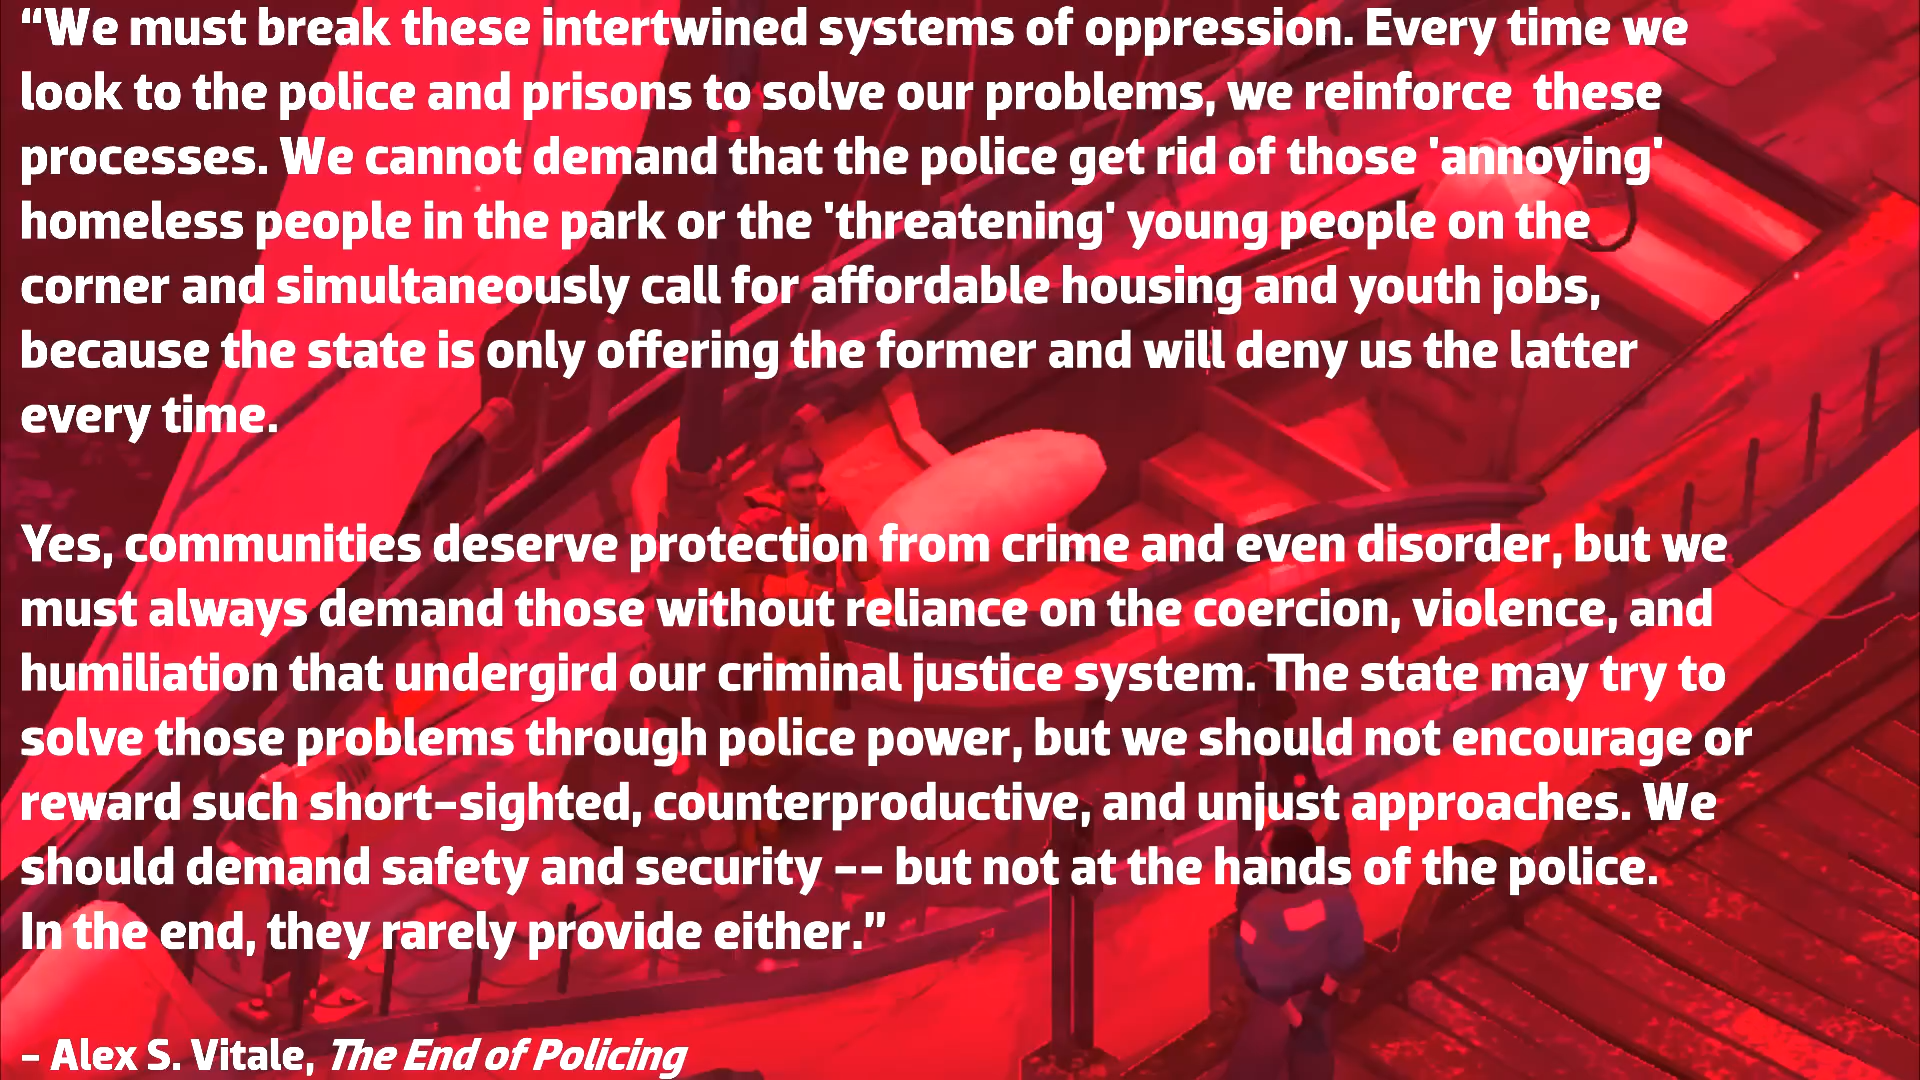 “We must break these intertwined systems of oppression. Every time we
look to the police and prisons to solve our problems, we reinforce  these
processes. We cannot demand that the police get rid of those 'annoying'
homeless people in the park or the 'threatening' young people on the
corner and simultaneously call for affordable housing and youth jobs,
because the state is only offering the former and will deny us the latter
every time.
Yes, communities deserve protection from crime and even disorder, but we
must always demand those without reliance on the coercion, violence, and
humiliation that undergird our criminal justice system. The state may try to
solve those problems through police power, but we should not encourage or
reward such short-sighted, counterproductive, and unjust approaches. We
should demand safety and security -- but not at the hands of the police.
In the end, they rarely provide either.”
- Alex S. Vitale, The End of Policing